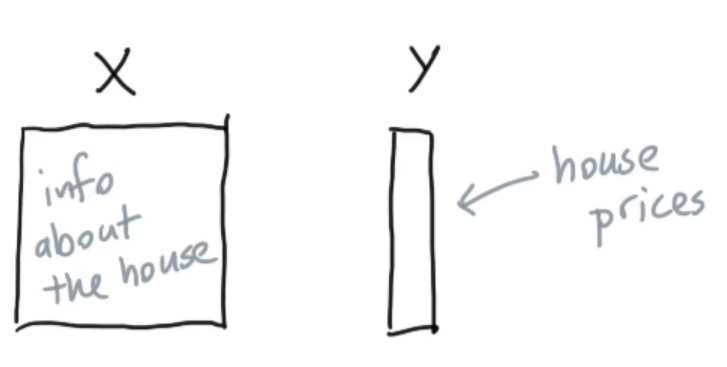 X
Y
info
about
the house
house
prices